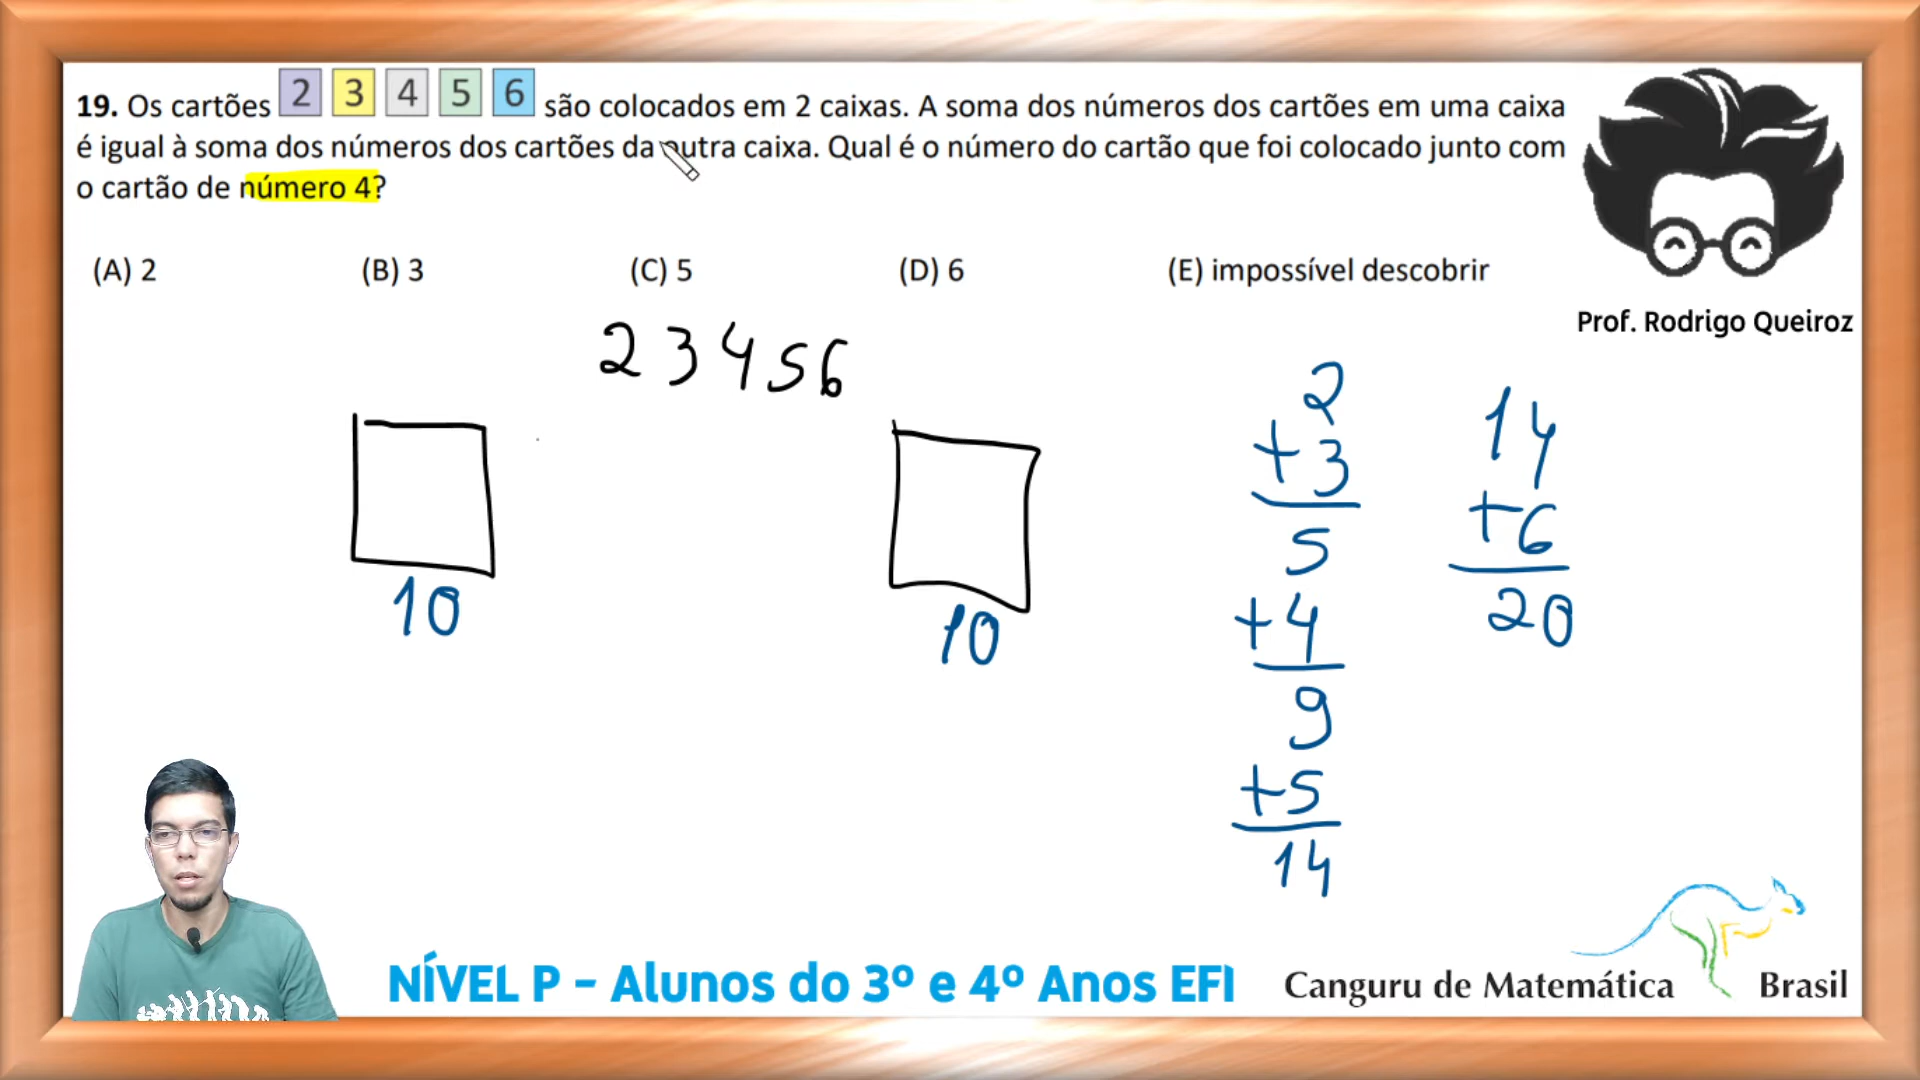 19. Os cartões 2 3 4 5 6 são colocados em 2 caixas. A soma dos números dos cartões em uma caixa
é igual à soma dos números dos cartões da outra caixa. Qual é o número do cartão que foi colocado junto com
o cartão de número 4?
(A) 2 (B) 3 (C) 5 (D) 6 (E) impossível descobrir
Prof. Rodrigo Queiroz
2 3 4 5 6
10
10
2
+3
5
+4
9
+5
14
14
+6
20
NÍVEL P - Alunos do 3º e 4º Anos EFI
Canguru de Matemática Brasil